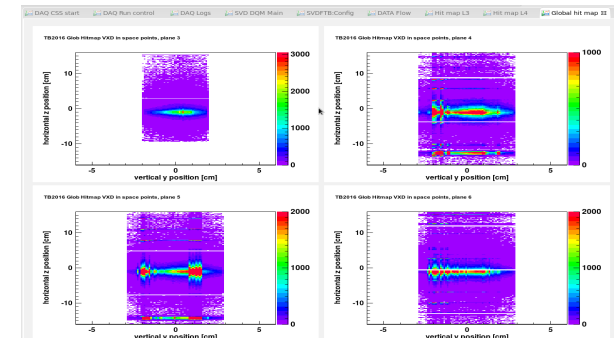 DAQ CSS start DAQ Run control DAQ Logs SVD DQM Main SVDFTB:Config DATA Flow Hit map L3 Hit map L4 Global hit map
TB2016 Glob Hitmap VXD in space points, plane 3
horizontal z position [cm]
10
0
-10
-5 0 5
vertical y position [cm]
3000
2000
1000
0
TB2016 Glob Hitmap VXD in space points, plane 4
horizontal z position [cm]
10
0
-10
-5 0 5
vertical y position [cm]
1000
0
TB2016 Glob Hitmap VXD in space points, plane 5
horizontal z position [cm]
10
0
-10
-5 0 5
vertical y position [cm]
2000
1000
0
TB2016 Glob Hitmap VXD in space points, plane 6
horizontal z position [cm]
10
0
-10
-5 0 5
vertical y position [cm]
2000
1000
0